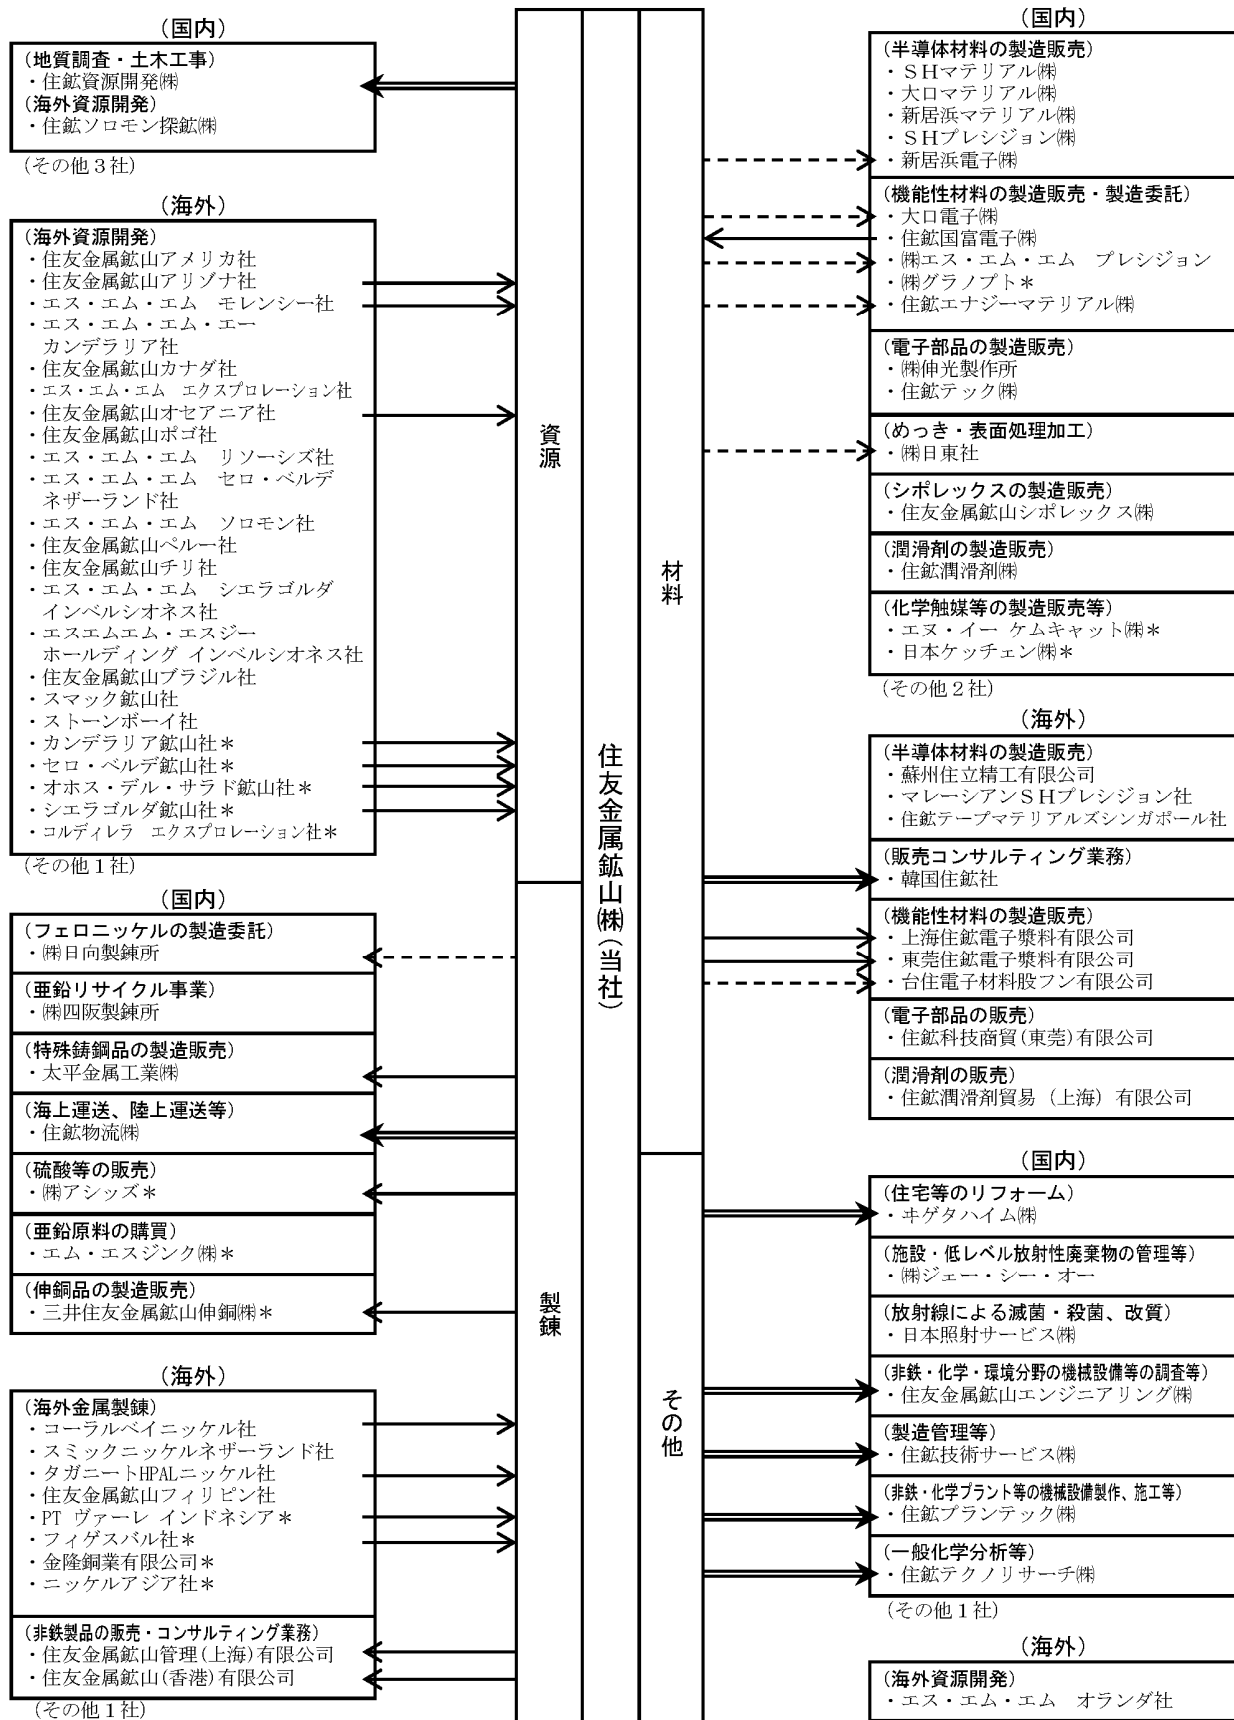 (国内)
(地質調査・土木工事)
・住鉱資源開発㈱
(海外資源開発)
・住鉱ソロモン探鉱㈱
(その他３社)
(海外)
(海外資源開発)
・住友金属鉱山アメリカ社
・住友金属鉱山アリゾナ社
・エス・エム・エム　モレンシー社
・エス・エム・エム・エー
カンデラリア社
・住友金属鉱山カナダ社
・エス・エム・エム　エクスプロレーション社
・住友金属鉱山オセアニア社
・住友金属鉱山ポゴ社
・エス・エム・エム　リソーシズ社
・エス・エム・エム　セロ・ベルデ
ネザーランド社
・エス・エム・エム　ソロモン社
・住友金属鉱山ペルー社
・住友金属鉱山チリ社
・エス・エム・エム　シエラゴルダ
インベルシオネス社
・エスエムエム・エスジー
ホールディング インベルシオネス社
・住友金属鉱山ブラジル社
・スマック鉱山社
・ストーンボーイ社
・カンデラリア鉱山社＊
・セロ・ベルデ鉱山社＊
・オホス・デル・サラド鉱山社＊
・シエラゴルダ鉱山社＊
・コルディレラ　エクスプロレーション社＊
(その他１社)
(国内)
(フェロニッケルの製造委託)
・㈱日向製錬所
(亜鉛リサイクル事業)
・㈱四阪製錬所
(特殊鋳鋼品の製造販売)
・太平金属工業㈱
(海上運送、陸上運送等)
・住鉱物流㈱
(硫酸等の販売)
・㈱アシッズ＊
(亜鉛原料の購買)
・エム・エスジンク㈱＊
(伸銅品の製造販売)
・三井住友金属鉱山伸銅㈱＊
(海外)
(海外金属製錬)
・コーラルベイニッケル社
・スミックニッケルネザーランド社
・タガニートHPALニッケル社
・住友金属鉱山フィリピン社
・PT ヴァーレ インドネシア＊
・フィゲスバル社＊
・金隆銅業有限公司＊
・ニッケルアジア社＊
(非鉄製品の販売・コンサルティング業務)
・住友金属鉱山管理(上海)有限公司
・住友金属鉱山(香港)有限公司
(その他１社)
資源
製錬
住友金属鉱山㈱(当社)
材料
その他
(国内)
(半導体材料の製造販売)
・ＳＨマテリアル㈱
・大口マテリアル㈱
・新居浜マテリアル㈱
・ＳＨプレシジョン㈱
・新居浜電子㈱
(機能性材料の製造販売・製造委託)
・大口電子㈱
・住鉱国富電子㈱
・㈱エス・エム・エム　プレシジョン
・㈱グラノプト＊
・住鉱エナジーマテリアル㈱
(電子部品の製造販売)
・㈱伸光製作所
・住鉱テック㈱
(めっき・表面処理加工)
・㈱日東社
(シポレックスの製造販売)
・住友金属鉱山シポレックス㈱
(潤滑剤の製造販売)
・住鉱潤滑剤㈱
(化学触媒等の製造販売等)
・エヌ・イー ケムキャット㈱＊
・日本ケッチェン㈱＊
(その他２社)
(海外)
(半導体材料の製造販売)
・蘇州住立精工有限公司
・マレーシアンＳＨプレシジョン社
・住鉱テープマテリアルズシンガポール社
(販売コンサルティング業務)
・韓国住鉱社
(機能性材料の製造販売)
・上海住鉱電子漿料有限公司
・東莞住鉱電子漿料有限公司
・台住電子材料股フン有限公司
(電子部品の販売)
・住鉱科技商貿(東莞)有限公司
(潤滑剤の販売)
・住鉱潤滑剤貿易（上海）有限公司
(国内)
(住宅等のリフォーム)
・ヰゲタハイム㈱
(施設・低レベル放射性廃棄物の管理等)
・㈱ジェー・シー・オー
(放射線による滅菌・殺菌、改質)
・日本照射サービス㈱
(非鉄・化学・環境分野の機械設備等の調査等)
・住友金属鉱山エンジニアリング㈱
(製造管理等)
・住鉱技術サービス㈱
(非鉄・化学プラント等の機械設備製作、施工等)
・住鉱プランテック㈱
(一般化学分析等)
・住鉱テクノリサーチ㈱
(その他１社)
(海外)
(海外資源開発)
・エス・エム・エム　オランダ社